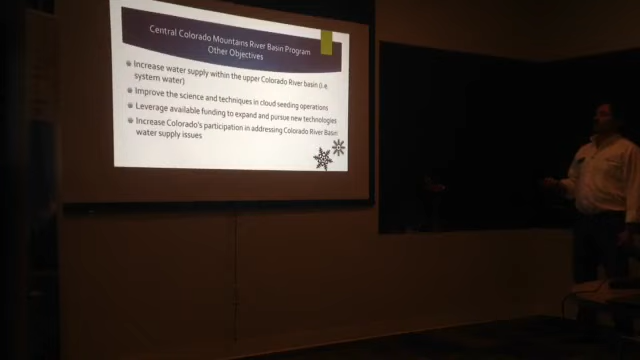 Central Colorado Mountains River Basin Program
Other Objectives
Increase water supply within the upper Colorado River basin (i.e.
system water)
Improve the science and techniques in cloud seeding operations
Leverage available funding to expand and pursue new technologies
Increase Colorado's participation in addressing Colorado River Basin
water supply issues